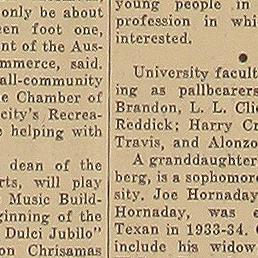 only be about
een foot one,
nt of the Aus-
ommerce, said.
all-community
e Chamber of
city's Recrea-
e helping with
dean of the
rts, will play
Music Build-
ginning of the
Dulci Jubilo"
on Chrisamas
young people in
profession in whi
interested.
University facult
ing as pallbearers
Brandon, L. L. Clic
Reddick; Harry Cr
Travis, and Alonzo
A granddaughter
berg, is a sophomore
sity. Joe Hornaday
Hornaday, was e
Texan in 1933-34. C
include his widow